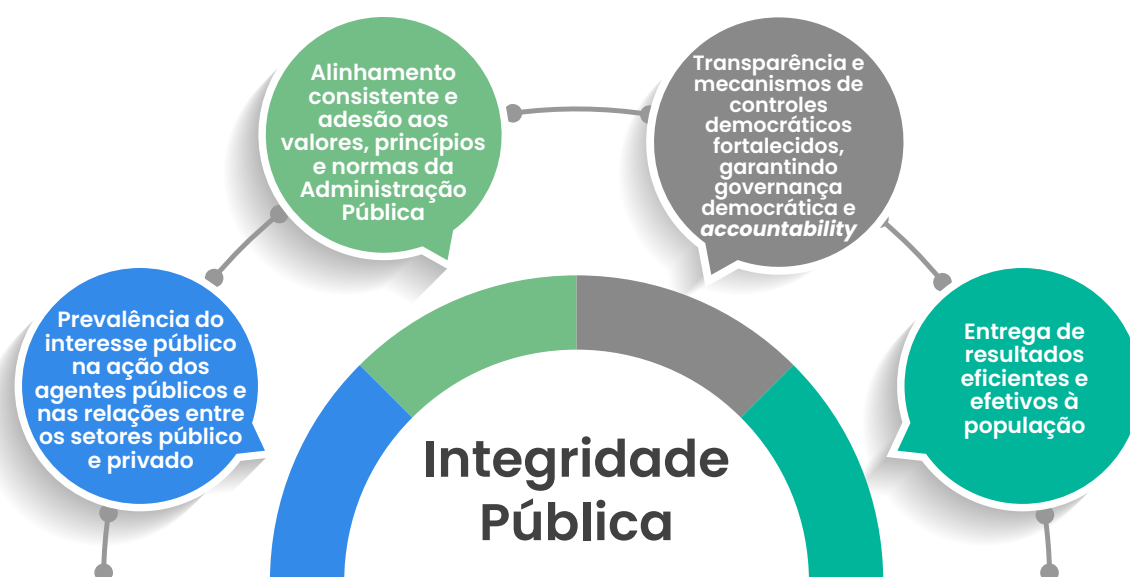 Alinhamento
consistente e
adesão aos
valores, princípios
e normas da
Administração
Pública
Transparência e
mecanismos de
controles
democráticos
fortalecidos,
garantindo
governança
democrática e
accountability
Prevalência do
interesse público
na ação dos
agentes públicos e
nas relações entre
os setores público
e privado
Entrega de
resultados
eficientes e
efetivos à
população
Integridade
Pública